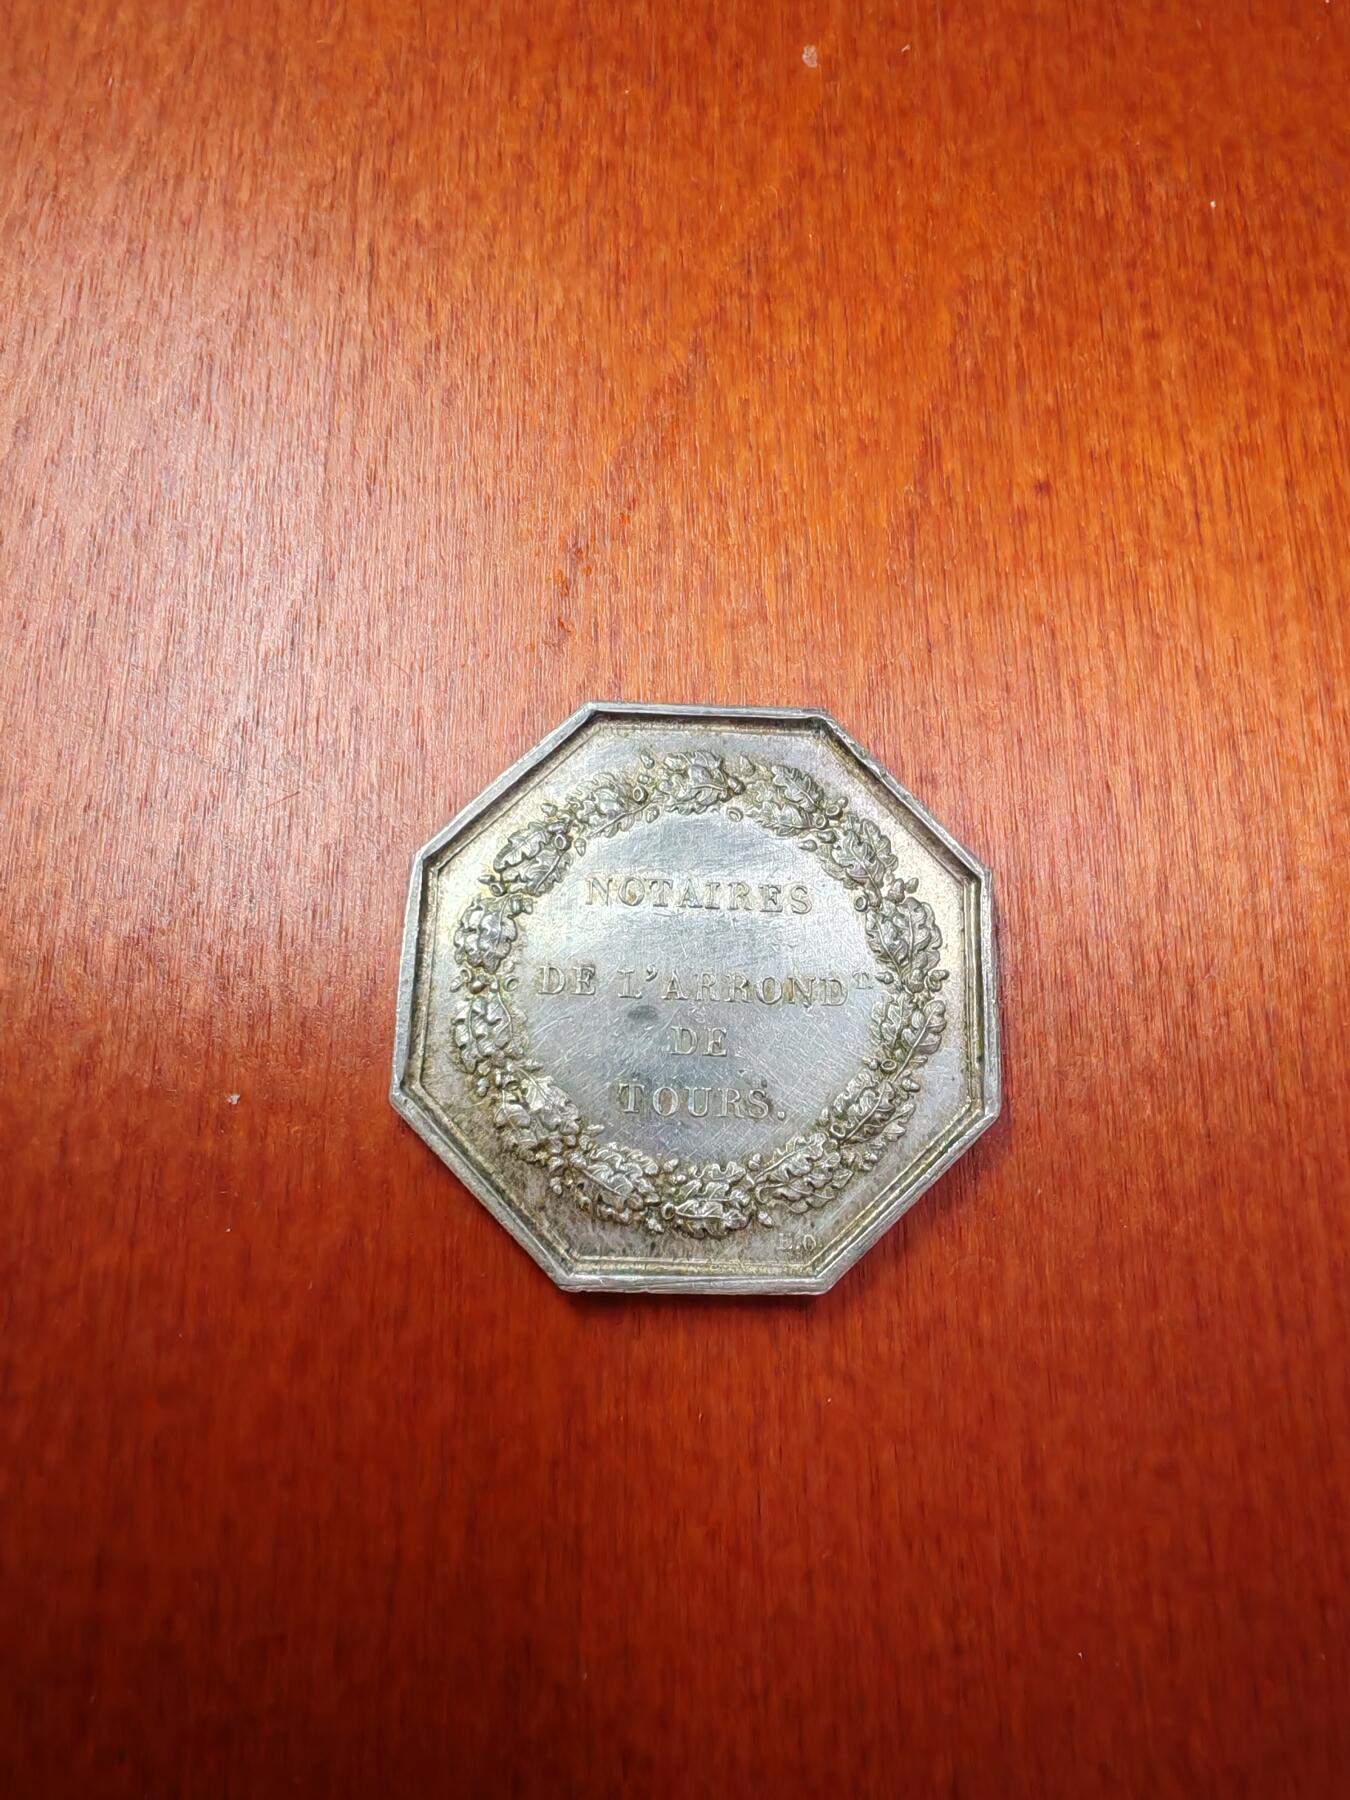 NOTAIRES
DE L'ARRONDT.
DE
TOURS.